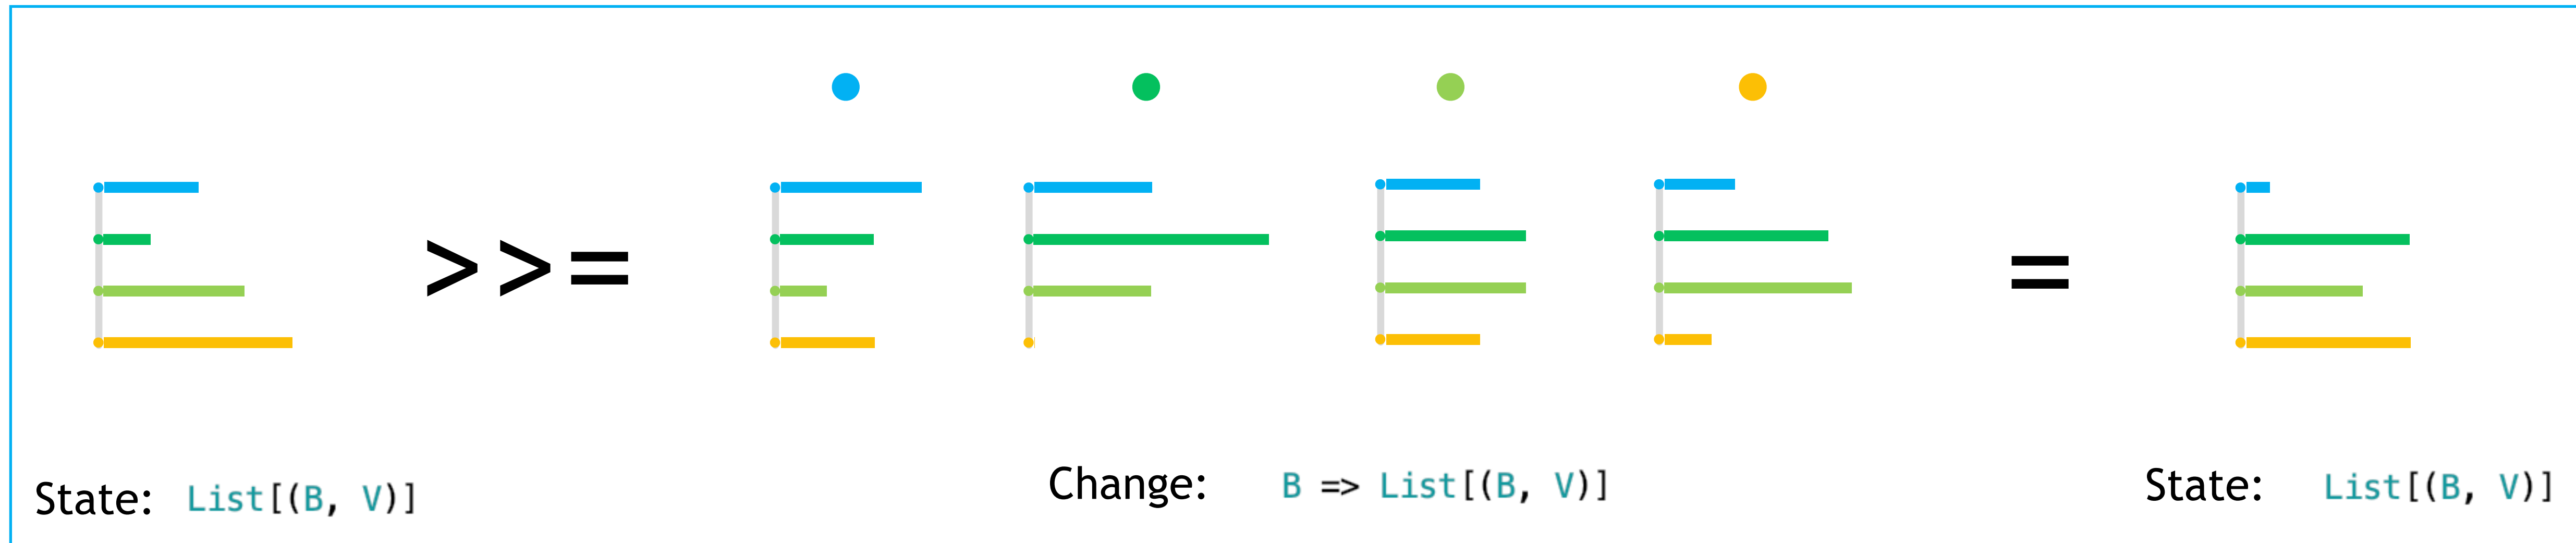 >>=
=
State: List[(B, V)]
Change: B => List[(B, V)]
State: List[(B, V)]